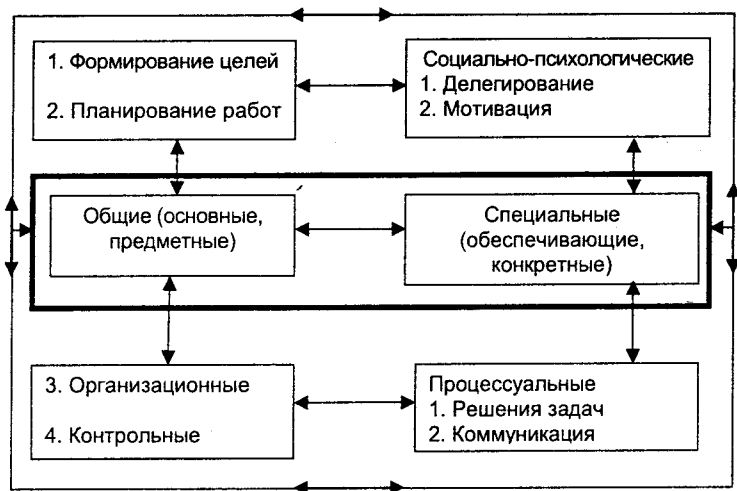 1. Формирование целей
2. Планирование работ
Социально-психологические
1. Делегирование
2. Мотивация
Общие (основные,
предметные)
Специальные
(обеспечивающие,
конкретные)
3. Организационные
4. Контрольные
Процессуальные
1. Решения задач
2. Коммуникация